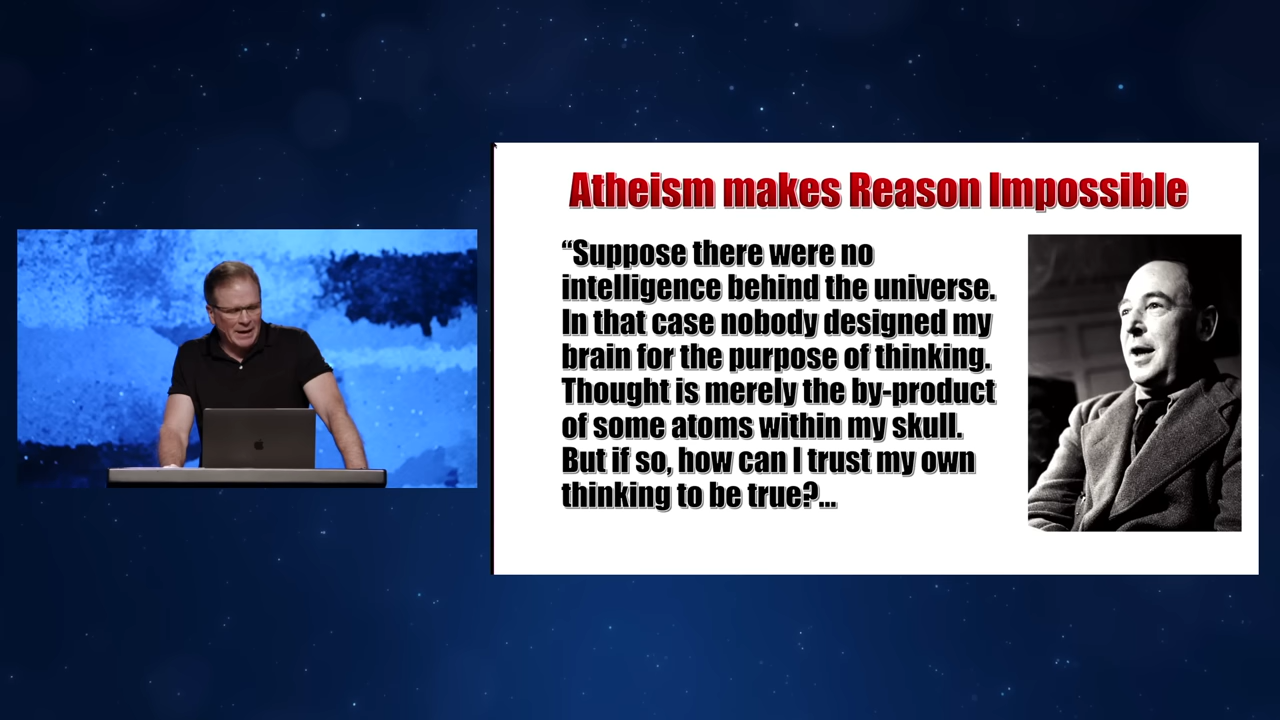 Atheism makes Reason Impossible
“Suppose there were no
intelligence behind the universe.
In that case nobody designed my
brain for the purpose of thinking.
Thought is merely the by-product
of some atoms within my skull.
But if so, how can I trust my own
thinking to be true?...